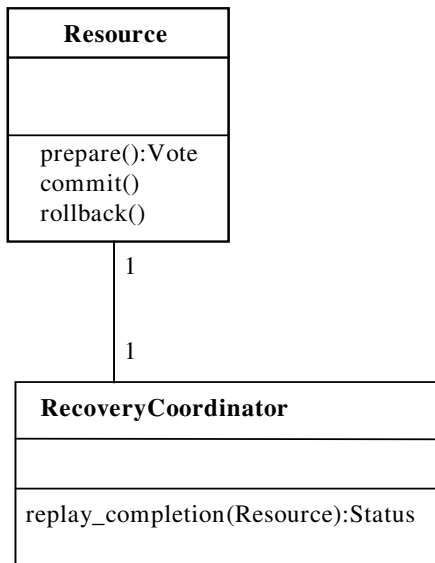 Resource
prepare():Vote
commit()
rollback()
1
1
RecoveryCoordinator
replay_completion(Resource):Status